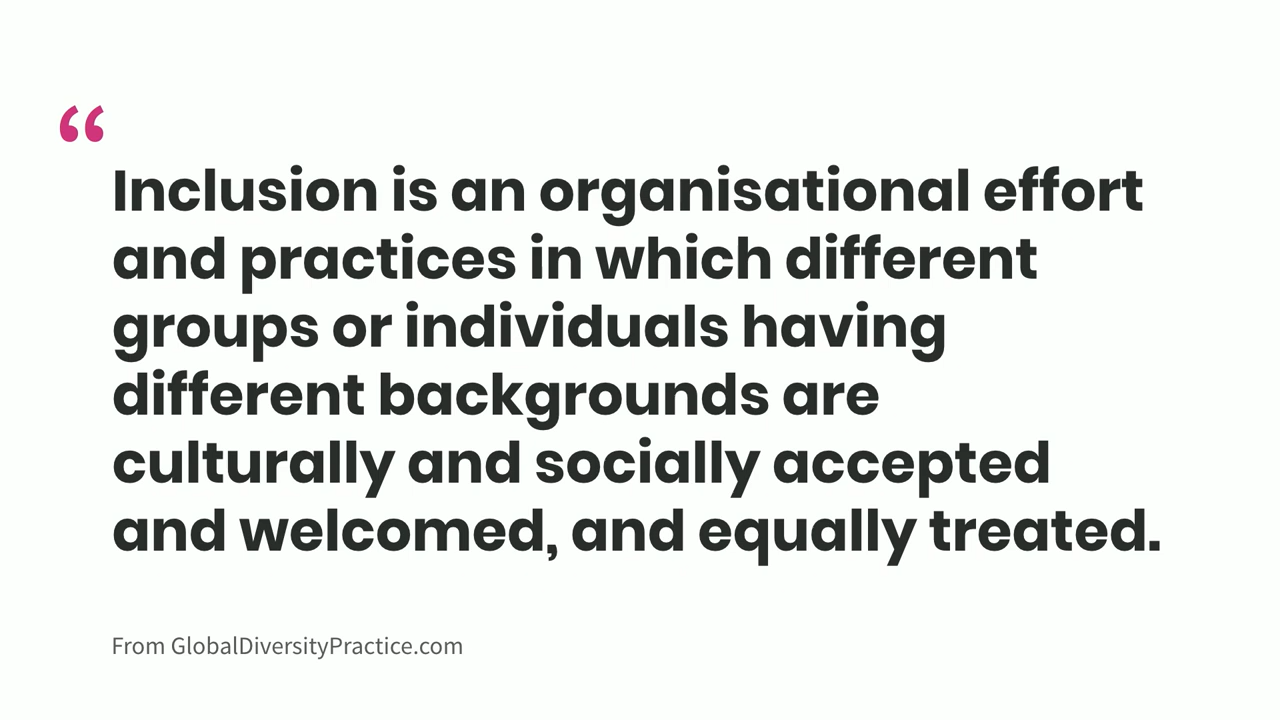 “
Inclusion is an organisational effort
and practices in which different
groups or individuals having
different backgrounds are
culturally and socially accepted
and welcomed, and equally treated.
From GlobalDiversityPractice.com